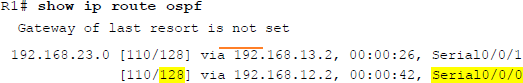 R1# show ip route ospf
Gateway of last resort is not set
192.168.23.0 [110/128] via 192.168.13.2, 00:00:26, Serial0/0/1
[110/128] via 192.168.12.2, 00:00:42, Serial0/0/0